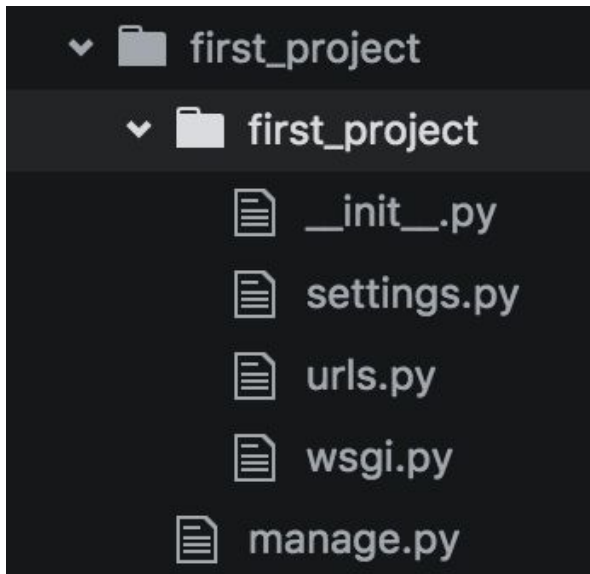 first_project
first_project
__init__.py
settings.py
urls.py
wsgi.py
manage.py